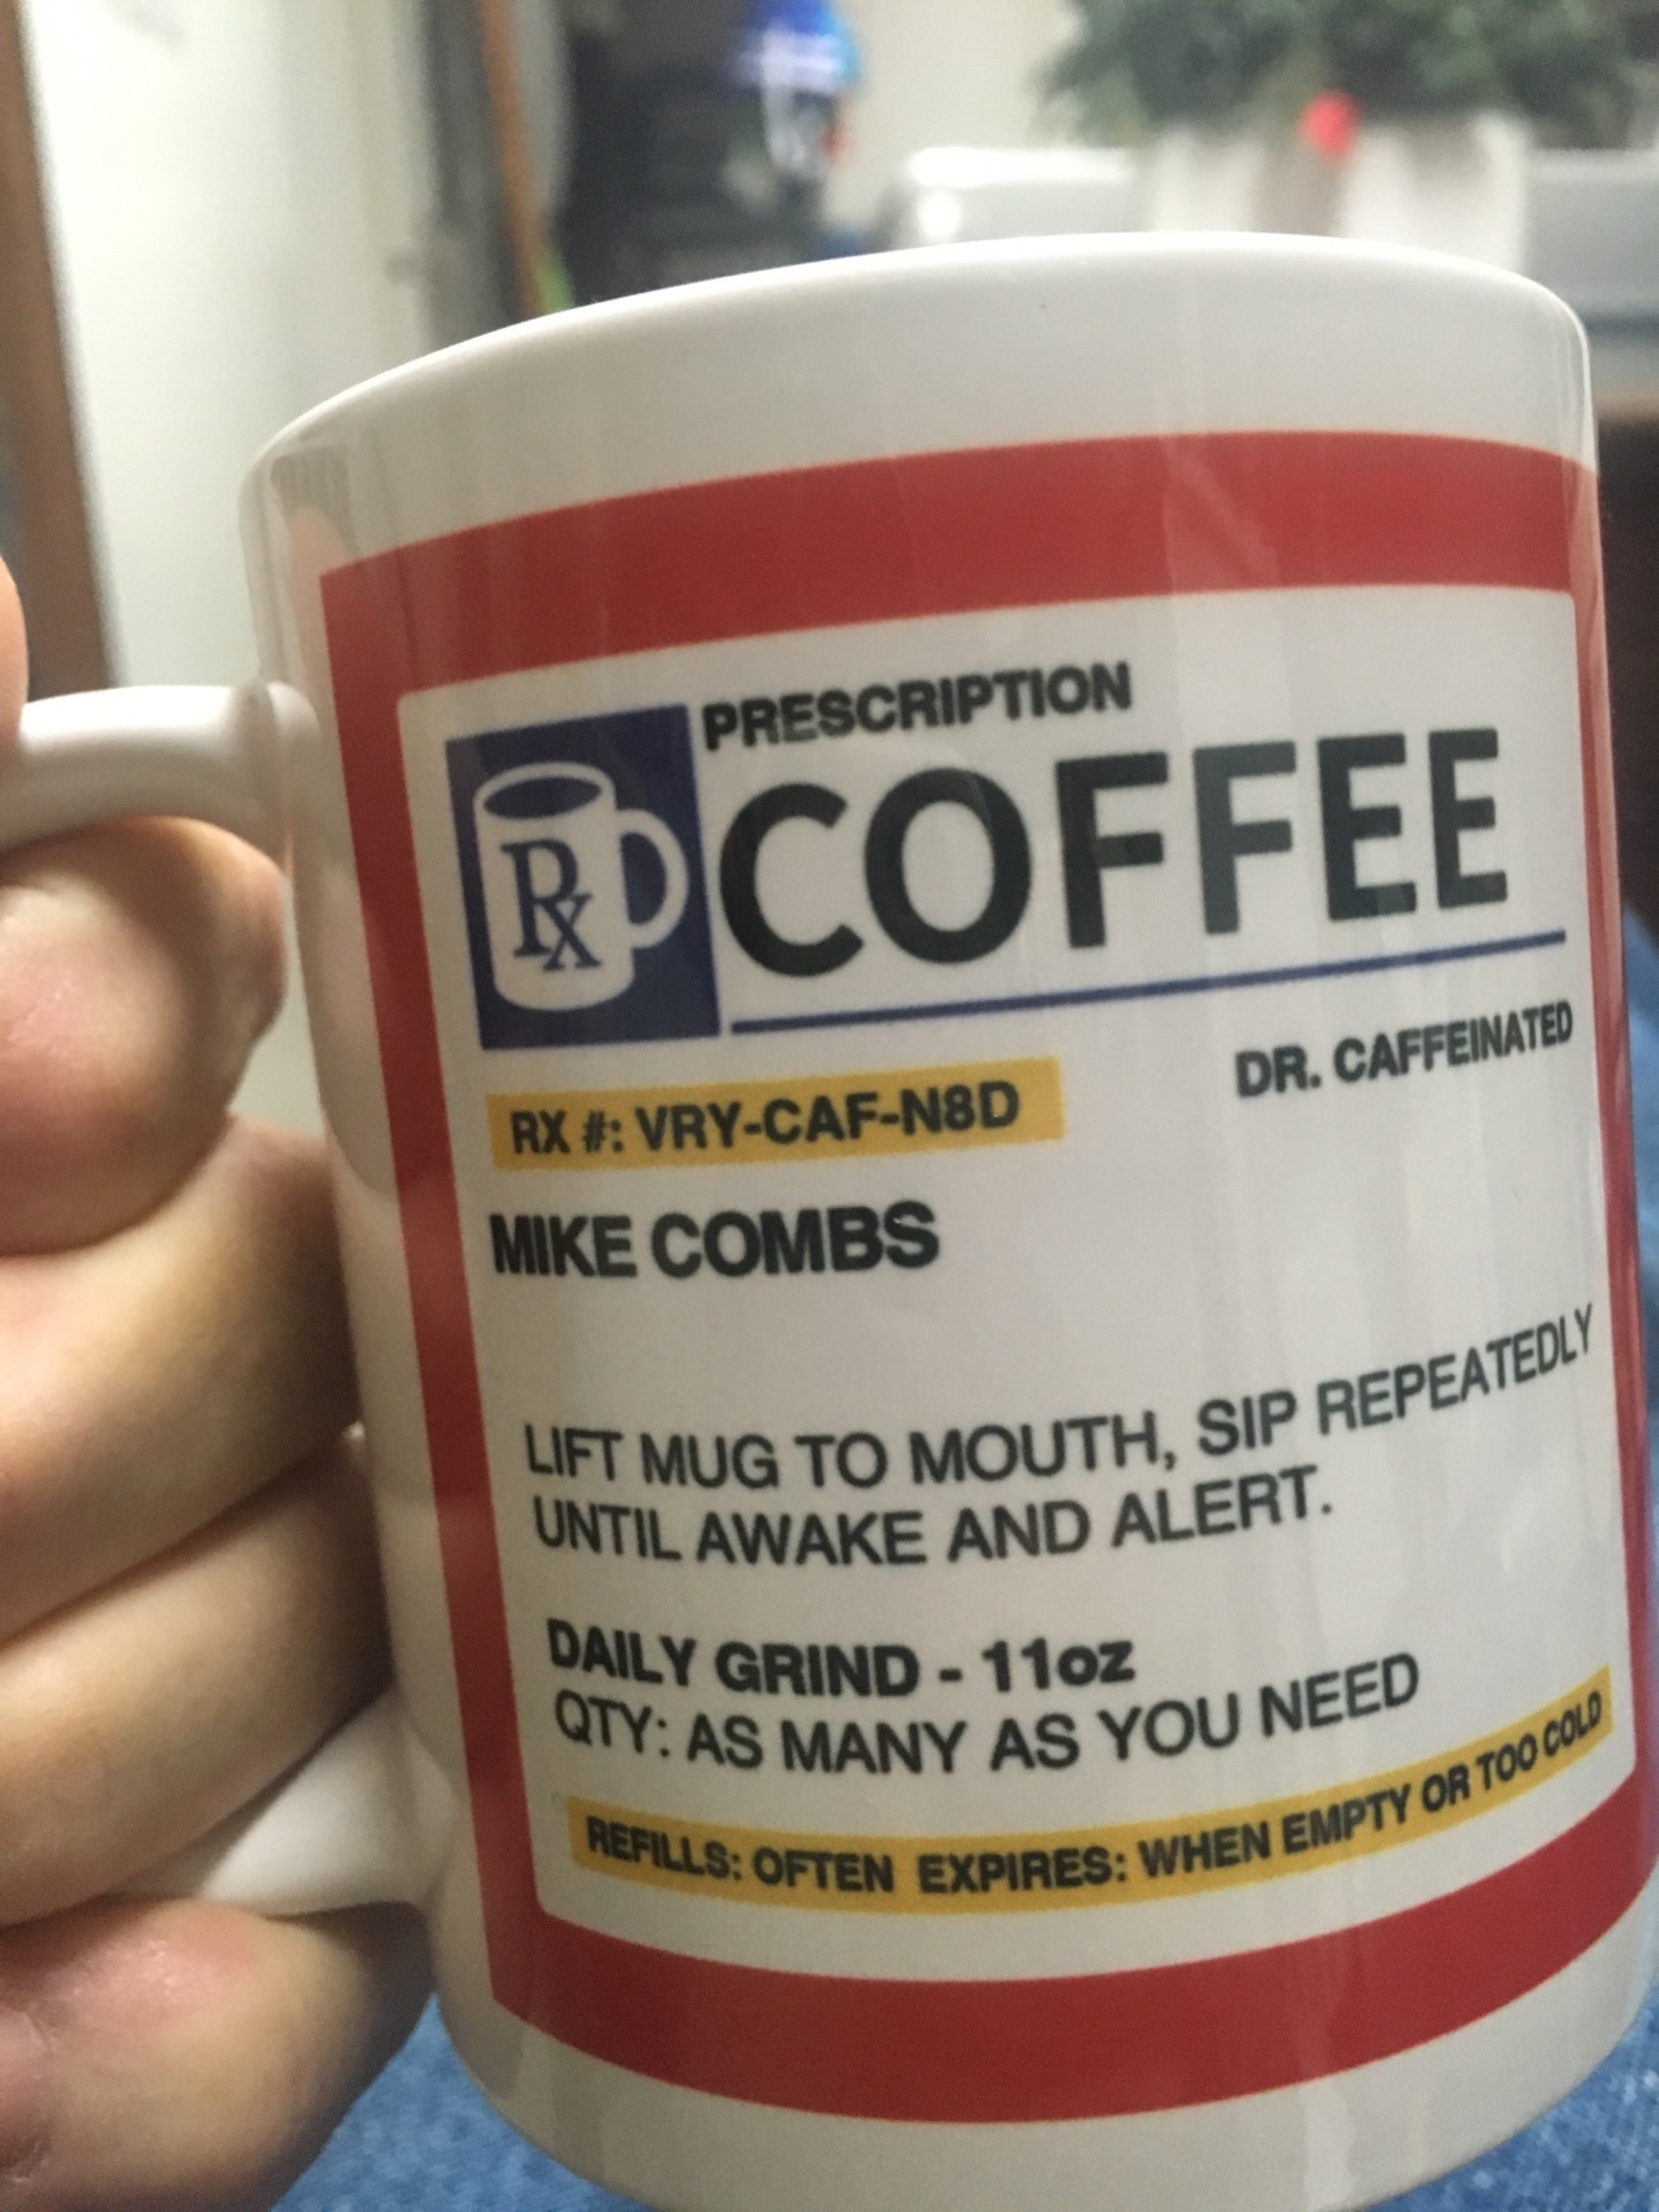 PRESCRIPTION
RX
COFFEE
DR. CAFFEINATED
RX #: VRY-CAF-N8D
MIKE COMBS
LIFT MUG TO MOUTH, SIP REPEATEDLY
UNTIL AWAKE AND ALERT.
DAILY GRIND - 11oz
QTY: AS MANY AS YOU NEED
REFILLS: OFTEN EXPIRES: WHEN EMPTY OR TOO COLD